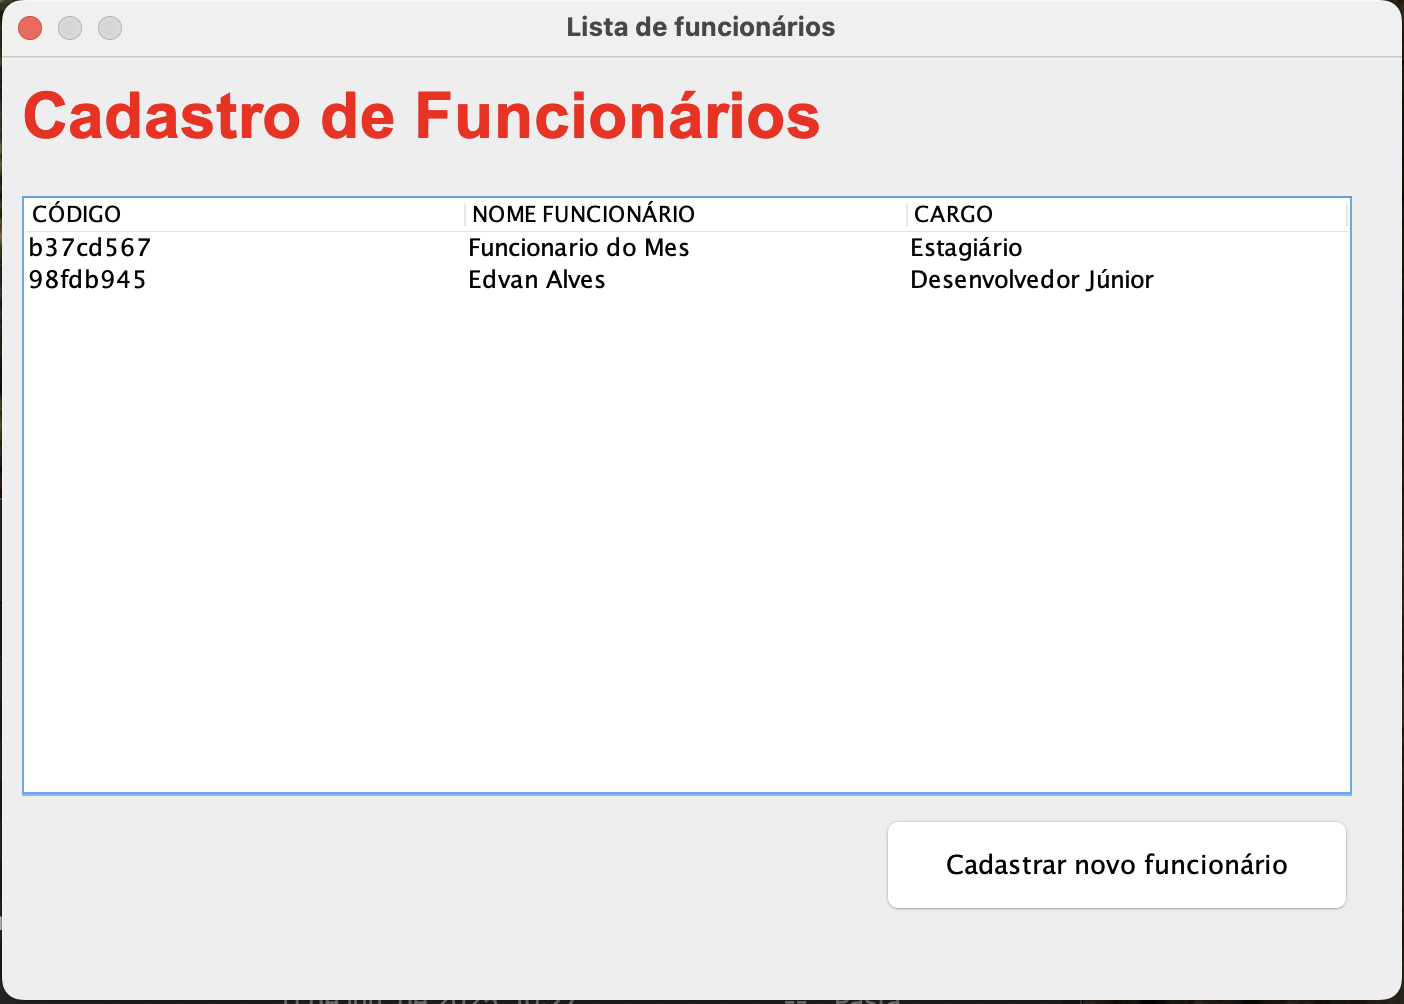 Lista de funcionários
Cadastro de Funcionários
CÓDIGO NOME FUNCIONÁRIO CARGO
b37cd567 Funcionario do Mes Estagiário
98fdb945 Edvan Alves Desenvolvedor Júnior
Cadastrar novo funcionário